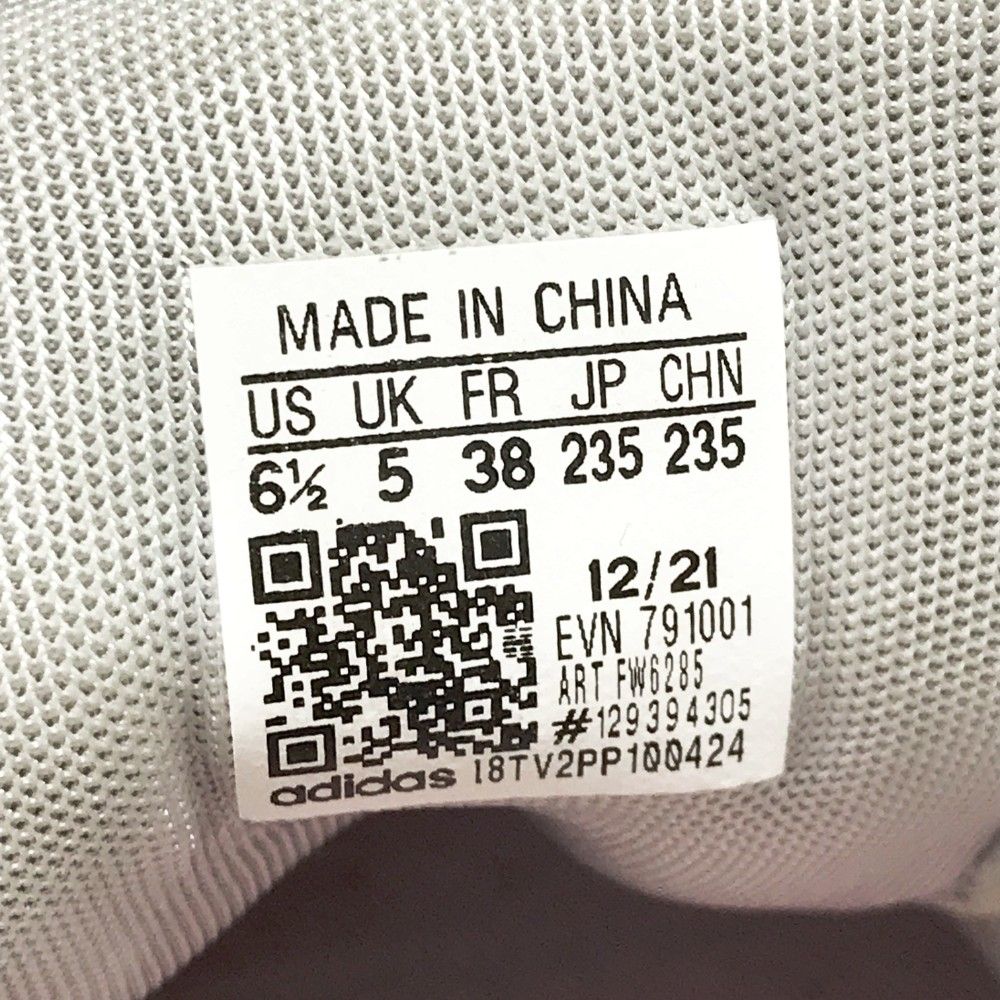 MADE IN CHINA
US UK FR JP CHN
6½ 5 38 235 235
12/21
EVN 791001
ART FW6285
#129394305
adidas 18TV2PP100424